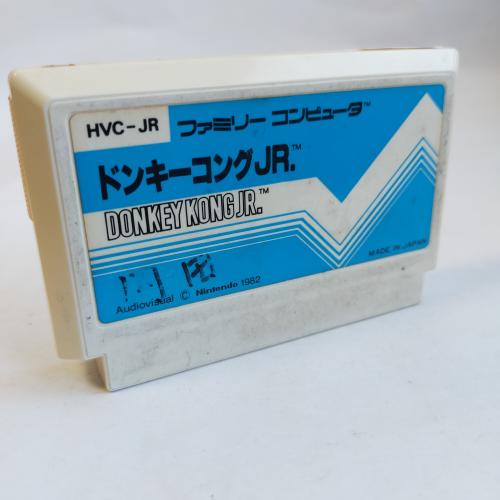 HVC-JR ファミリー コンピュータ™
ドンキーコングJR.™
DONKEY KONG JR.™
MADE IN JAPAN
Audiovisual © Nintendo 1982